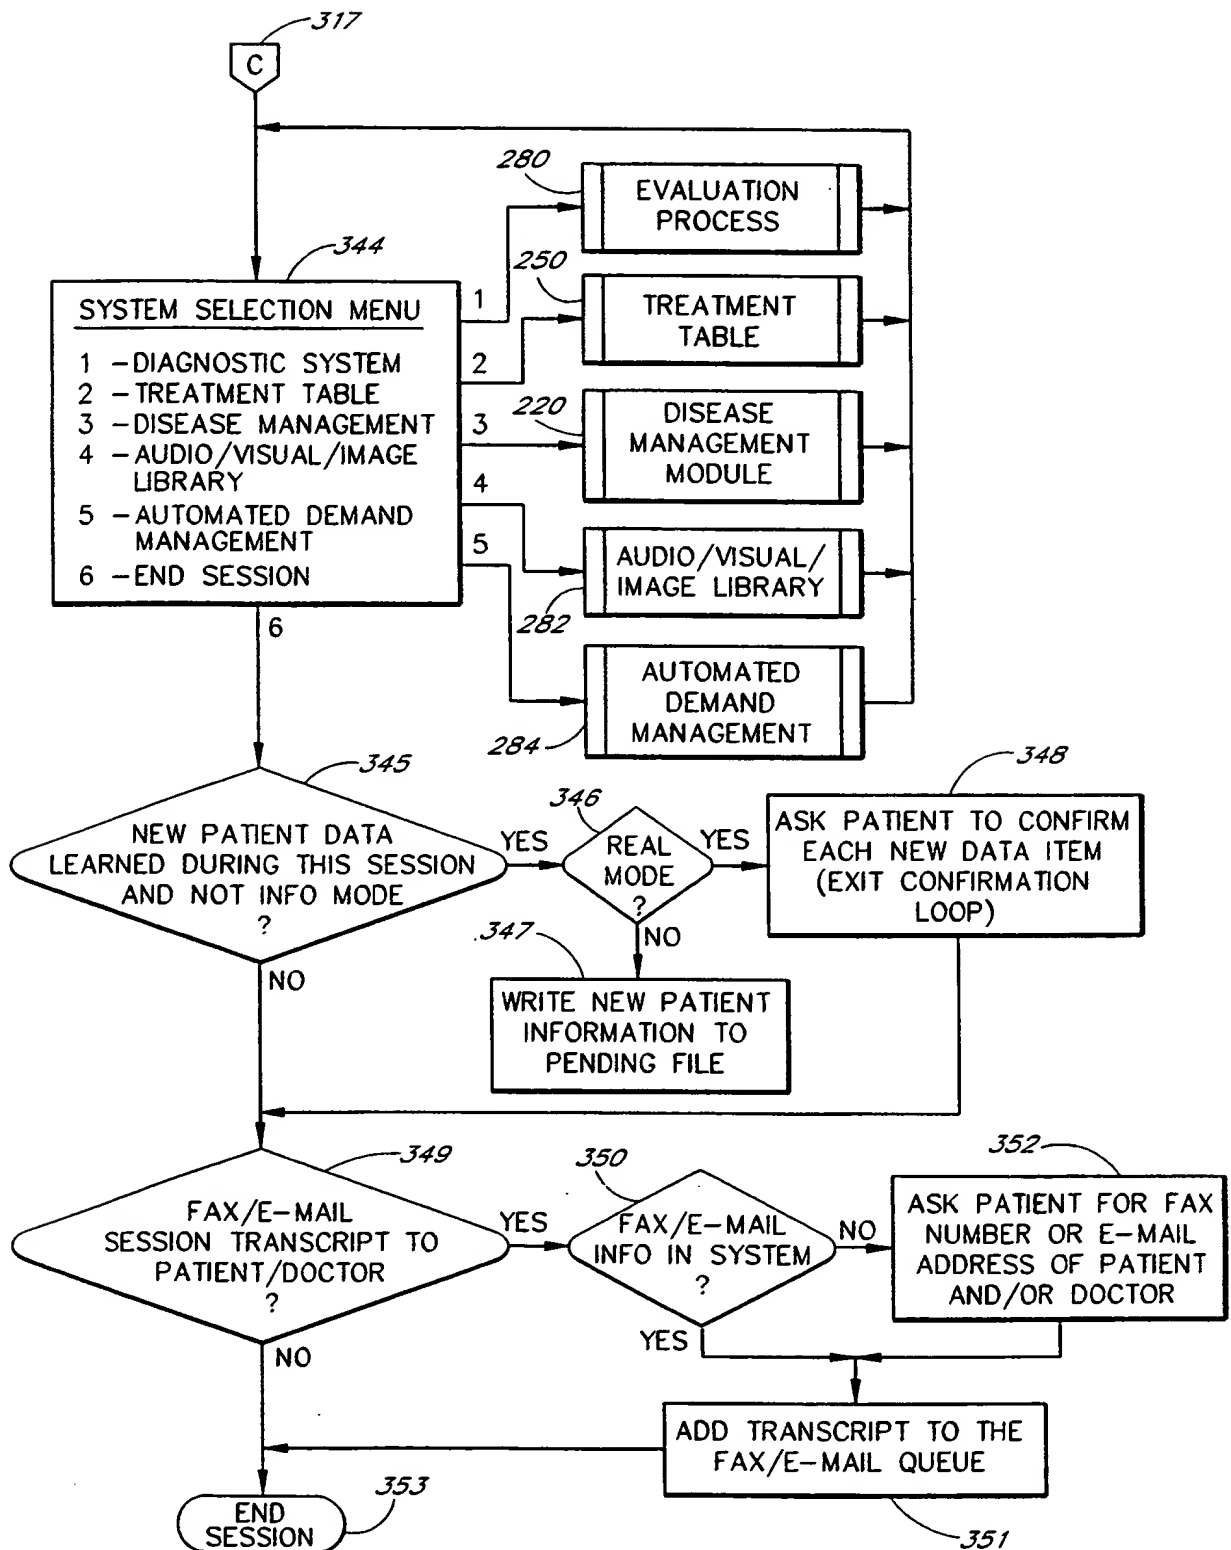 317
C
280
EVALUATION
PROCESS
344
250
SYSTEM SELECTION MENU
1
TREATMENT
TABLE
1 – DIAGNOSTIC SYSTEM
2
2 – TREATMENT TABLE
220
DISEASE
MANAGEMENT
MODULE
3 – DISEASE MANAGEMENT
3
4 – AUDIO/VISUAL/IMAGE
LIBRARY
4
5 – AUTOMATED DEMAND
MANAGEMENT
5
AUDIO/VISUAL/
IMAGE LIBRARY
282
6 – END SESSION
6
AUTOMATED
DEMAND
MANAGEMENT
284
345
NEW PATIENT DATA
LEARNED DURING THIS SESSION
AND NOT INFO MODE
?
YES
346
REAL
MODE
?
YES
348
ASK PATIENT TO CONFIRM
EACH NEW DATA ITEM
(EXIT CONFIRMATION
LOOP)
NO
NO
347
WRITE NEW PATIENT
INFORMATION TO
PENDING FILE
349
FAX/E–MAIL
SESSION TRANSCRIPT TO
PATIENT/DOCTOR
?
YES
350
FAX/E–MAIL
INFO IN SYSTEM
?
NO
352
ASK PATIENT FOR FAX
NUMBER OR E–MAIL
ADDRESS OF PATIENT
AND/OR DOCTOR
YES
NO
ADD TRANSCRIPT TO THE
FAX/E–MAIL QUEUE
351
END
SESSION
353